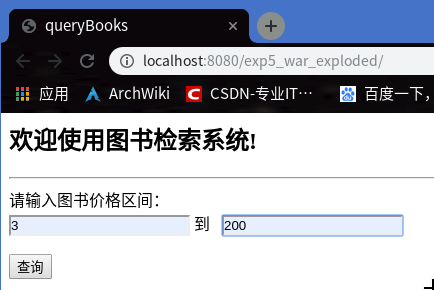 queryBooks
localhost:8080/exp5_war_exploded/
应用 ArchWiki CSDN-专业IT… 百度一下，
欢迎使用图书检索系统!
请输入图书价格区间：
3 到 200
查询